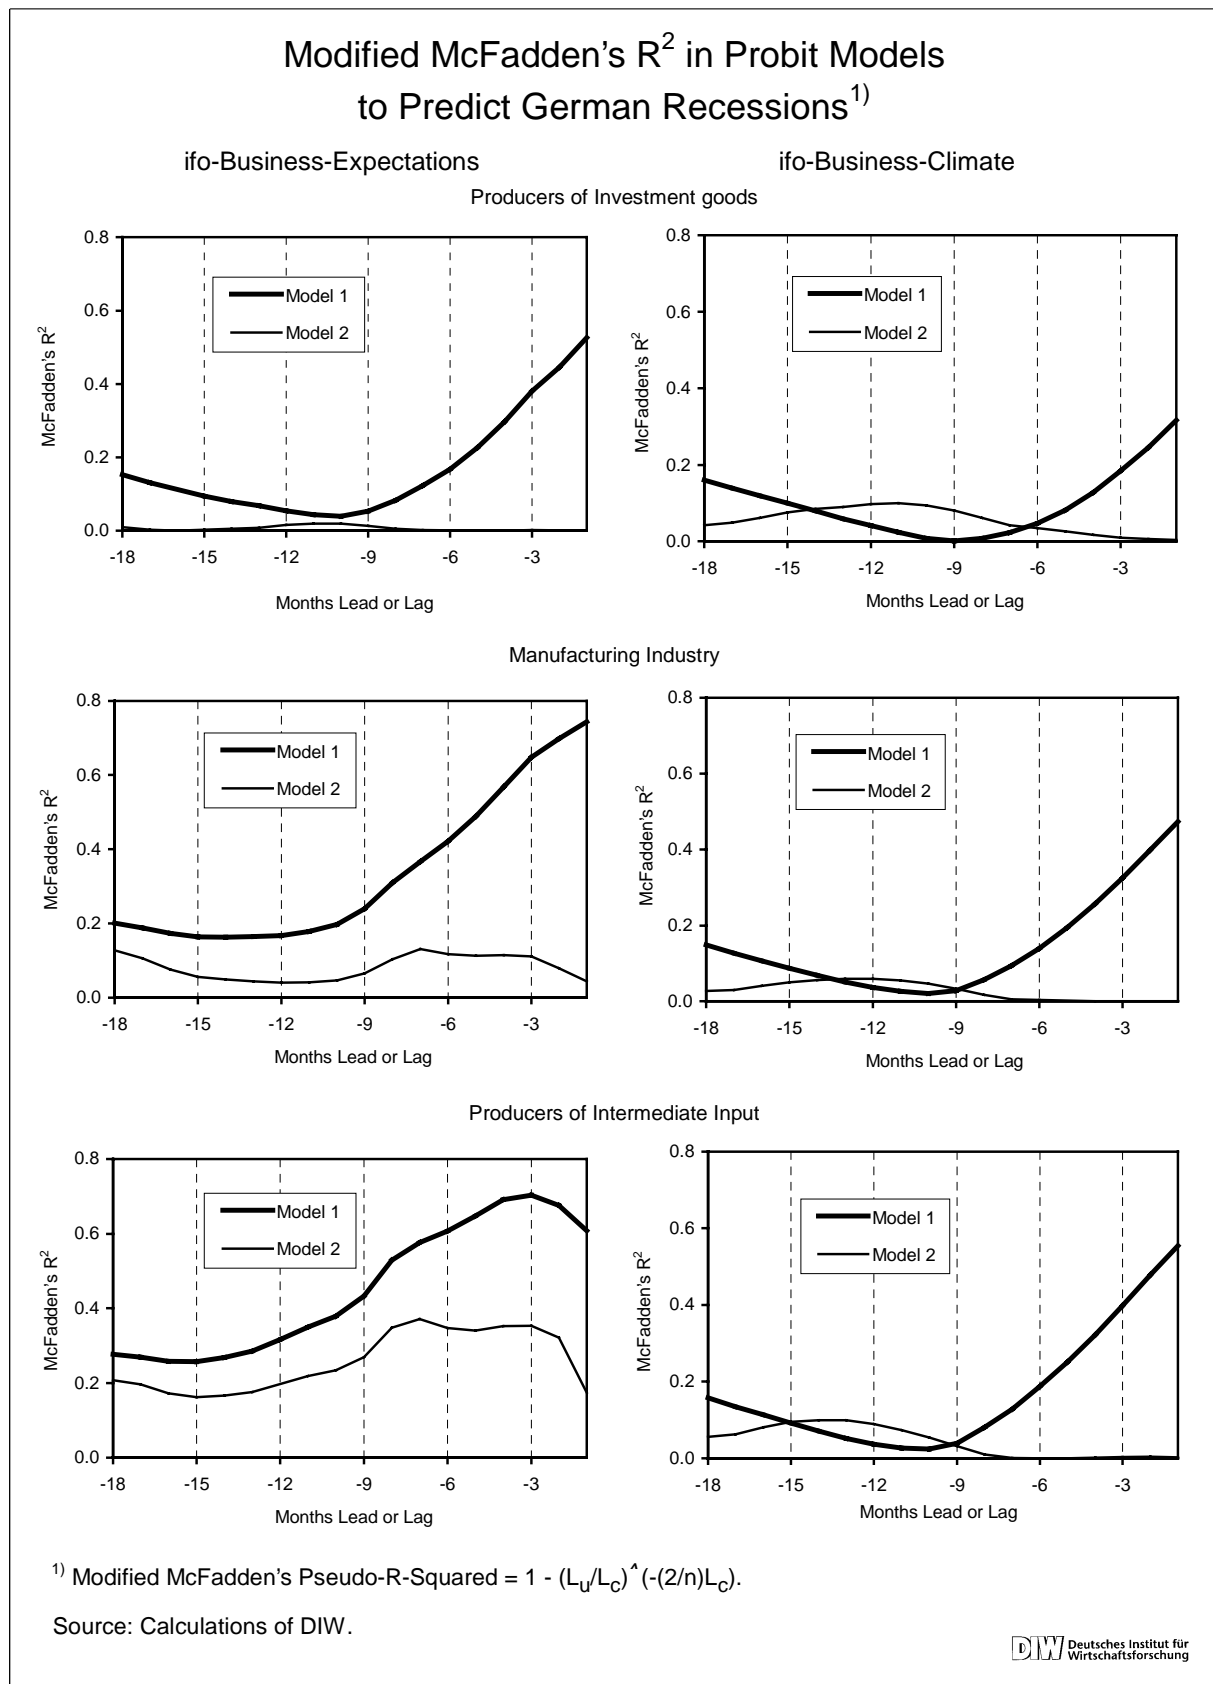 Modified McFadden's R² in Probit Models
to Predict German Recessions¹⁾
ifo-Business-Expectations
ifo-Business-Climate
Producers of Investment goods
McFadden's R²
0.8
0.6
0.4
0.2
0.0
Model 1
Model 2
-18 -15 -12 -9 -6 -3
Months Lead or Lag
McFadden's R²
0.8
0.6
0.4
0.2
0.0
Model 1
Model 2
-18 -15 -12 -9 -6 -3
Months Lead or Lag
Manufacturing Industry
McFadden's R²
0.8
0.6
0.4
0.2
0.0
Model 1
Model 2
-18 -15 -12 -9 -6 -3
Months Lead or Lag
McFadden's R²
0.8
0.6
0.4
0.2
0.0
Model 1
Model 2
-18 -15 -12 -9 -6 -3
Months Lead or Lag
Producers of Intermediate Input
McFadden's R²
0.8
0.6
0.4
0.2
0.0
Model 1
Model 2
-18 -15 -12 -9 -6 -3
Months Lead or Lag
McFadden's R²
0.8
0.6
0.4
0.2
0.0
Model 1
Model 2
-18 -15 -12 -9 -6 -3
Months Lead or Lag
¹⁾ Modified McFadden's Pseudo-R-Squared = 1 - (L_u/L_c)^(-(2/n)L_c).
Source: Calculations of DIW.
DIW Deutsches Institut für
Wirtschaftsforschung